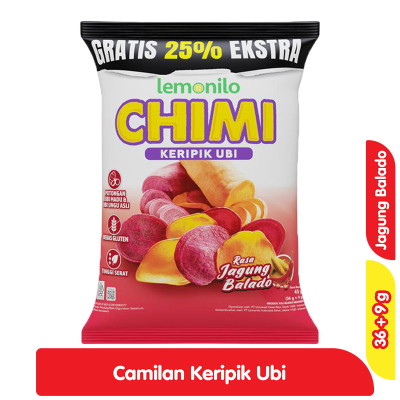 GRATIS 25% EKSTRA
lemonilo
CHIMI
KERIPIK UBI
POTONGAN
UBI MADU &
UBI UNGU ASLI
BEBAS GLUTEN
TINGGI SERAT
Rasa
Jagung
Balado
Jagung Balado
36+9 g
Camilan Keripik Ubi